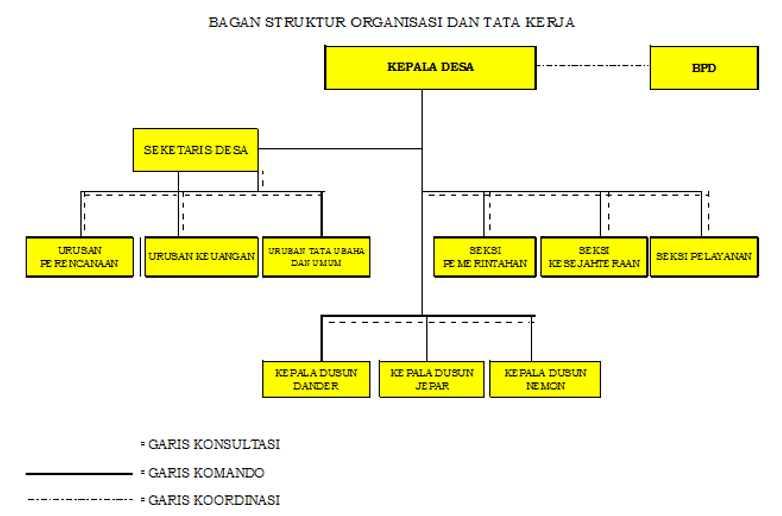 BAGAN STRUKTUR ORGANISASI DAN TATA KERJA
KEPALA DESA
BPD
SEKETARIS DESA
URUSAN
PERENCANAAN
URUSAN KEUANGAN
URUSAN TATA USAHA
DAN UMUM
SEKSI
PEMERINTAHAN
SEKSI
KESEJAHTERAAN
SEKSI PELAYANAN
KEPALA DUSUN
DANDER
KEPALA DUSUN
JEPAR
KEPALA DUSUN
NEMON
= GARIS KONSULTASI
= GARIS KOMANDO
= GARIS KOORDINASI